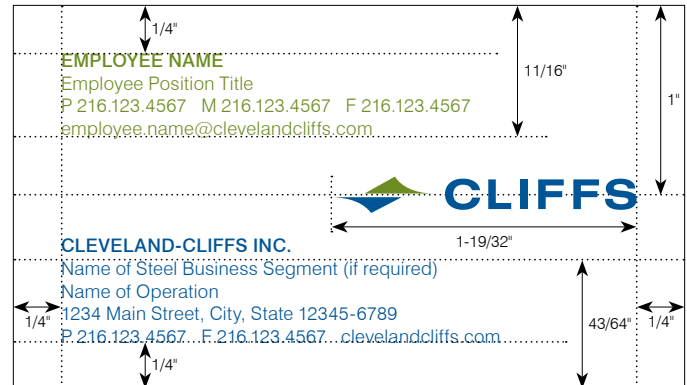 1/4"
EMPLOYEE NAME
Employee Position Title
P 216.123.4567 M 216.123.4567 F 216.123.4567
employee.name@clevelandcliffs.com
11/16"
1"
CLIFFS
1-19/32"
CLEVELAND-CLIFFS INC.
Name of Steel Business Segment (if required)
Name of Operation
1234 Main Street, City, State 12345-6789
P 216.123.4567 F 216.123.4567 clevelandcliffs.com
1/4"
43/64"
1/4"
1/4"